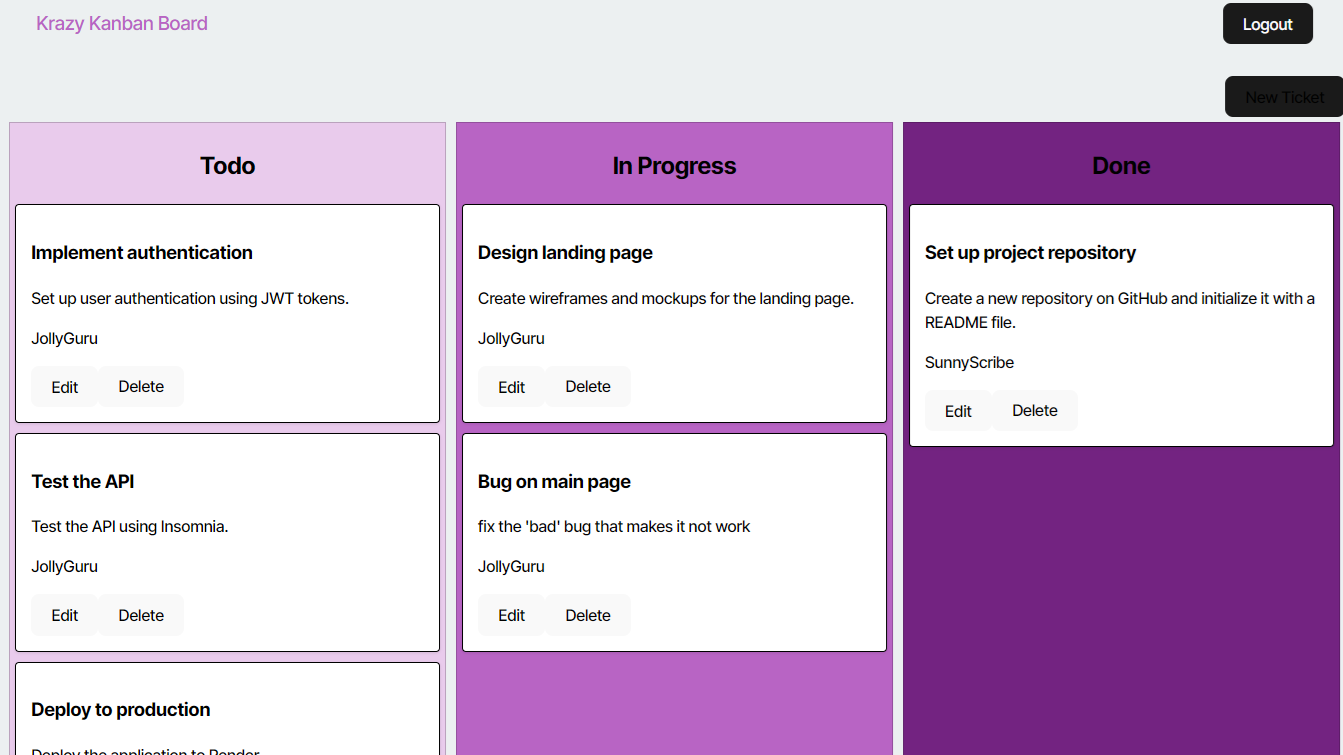 Krazy Kanban Board
Logout
New Ticket
Todo
Implement authentication
Set up user authentication using JWT tokens.
JollyGuru
Edit Delete
Test the API
Test the API using Insomnia.
JollyGuru
Edit Delete
Deploy to production
Deploy the application to Render.
In Progress
Design landing page
Create wireframes and mockups for the landing page.
JollyGuru
Edit Delete
Bug on main page
fix the 'bad' bug that makes it not work
JollyGuru
Edit Delete
Done
Set up project repository
Create a new repository on GitHub and initialize it with a
README file.
SunnyScribe
Edit Delete